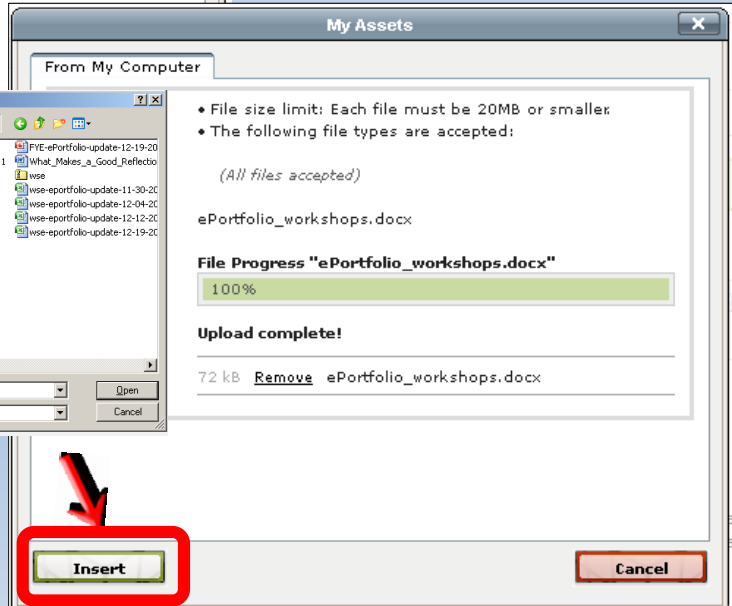 My Assets
From My Computer
• File size limit: Each file must be 20MB or smaller.
• The following file types are accepted:
(All files accepted)
ePortfolio_workshops.docx
File Progress "ePortfolio_workshops.docx"
100%
Upload complete!
72 kB Remove ePortfolio_workshops.docx
FYE-ePortfolio-update-12-19-20
1 What_Makes_a_Good_Reflectio
wse
wse-eportfolio-update-11-30-20
wse-eportfolio-update-12-04-20
wse-eportfolio-update-12-12-20
wse-eportfolio-update-12-19-20
Open
Cancel
Insert
Cancel